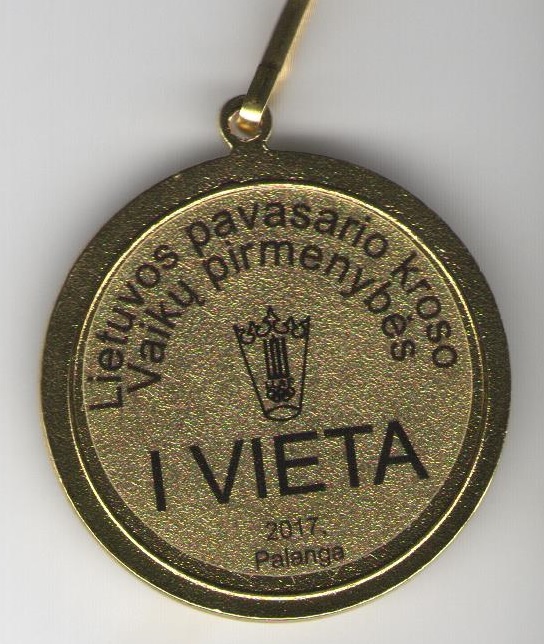 Lietuvos pavasario kroso
Vaikų pirmenybės
I VIETA
2017,
Palanga